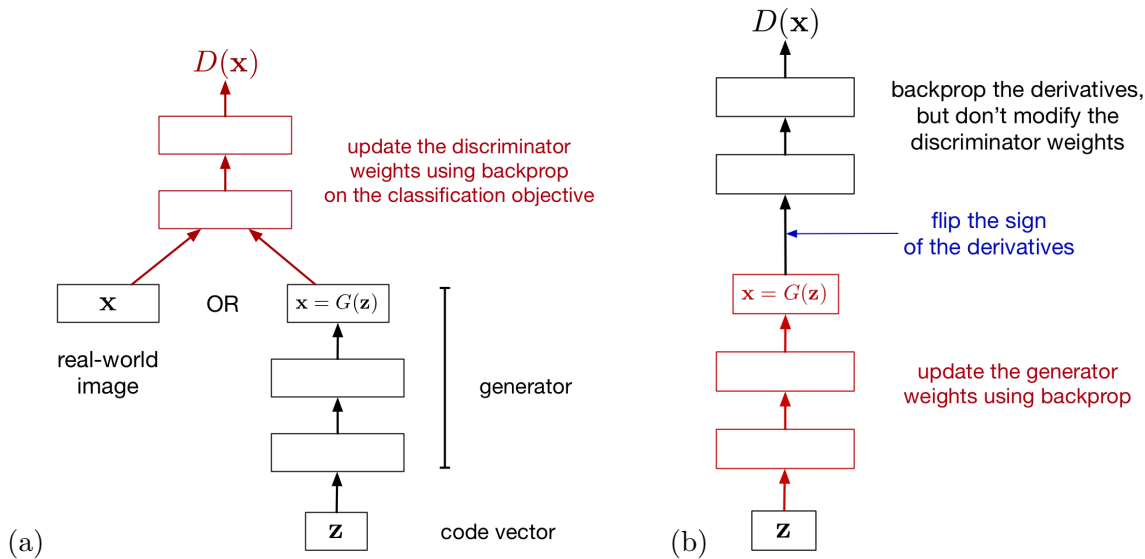 D(x)
update the discriminator
weights using backprop
on the classification objective
x
OR
x = G(z)
real-world
image
generator
z
code vector
(a)
D(x)
backprop the derivatives,
but don't modify the
discriminator weights
flip the sign
of the derivatives
x = G(z)
update the generator
weights using backprop
z
(b)